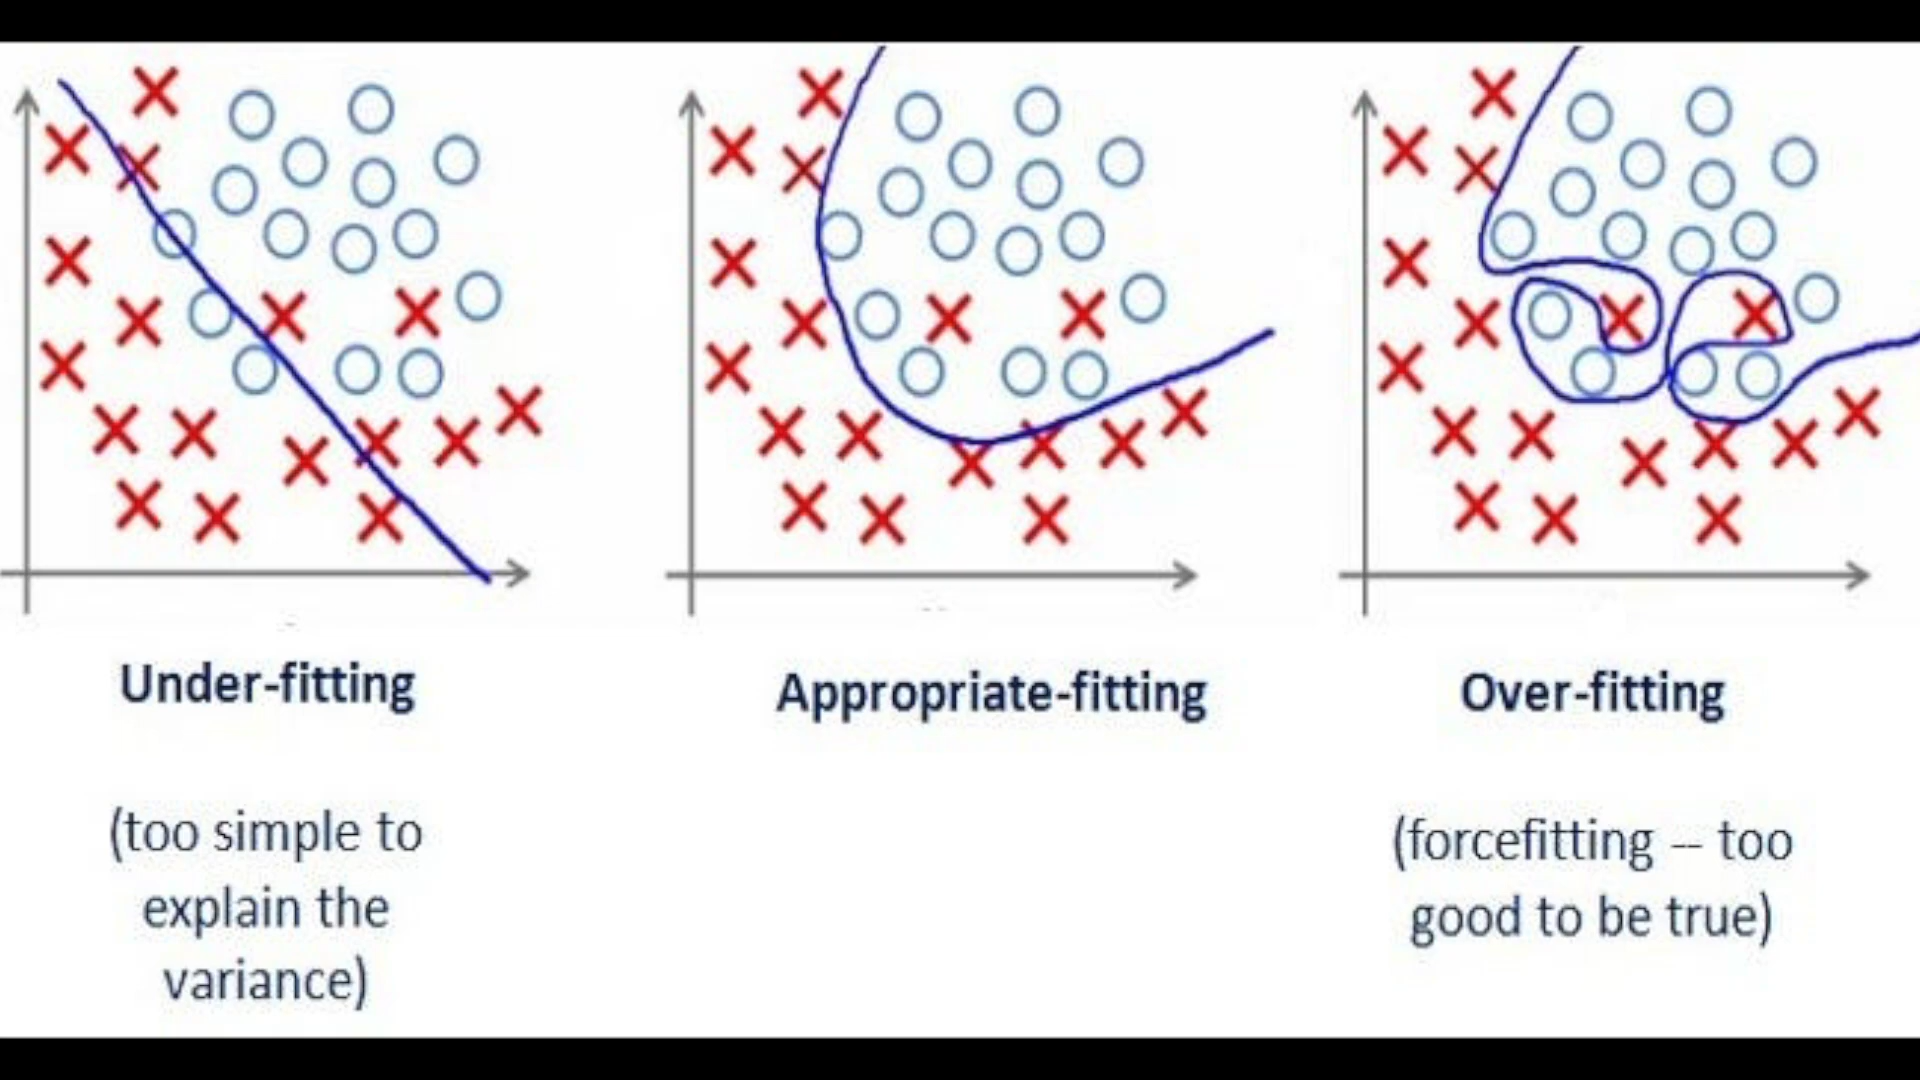 Under-fitting
(too simple to
explain the
variance)
Appropriate-fitting
Over-fitting
(forcefitting -- too
good to be true)